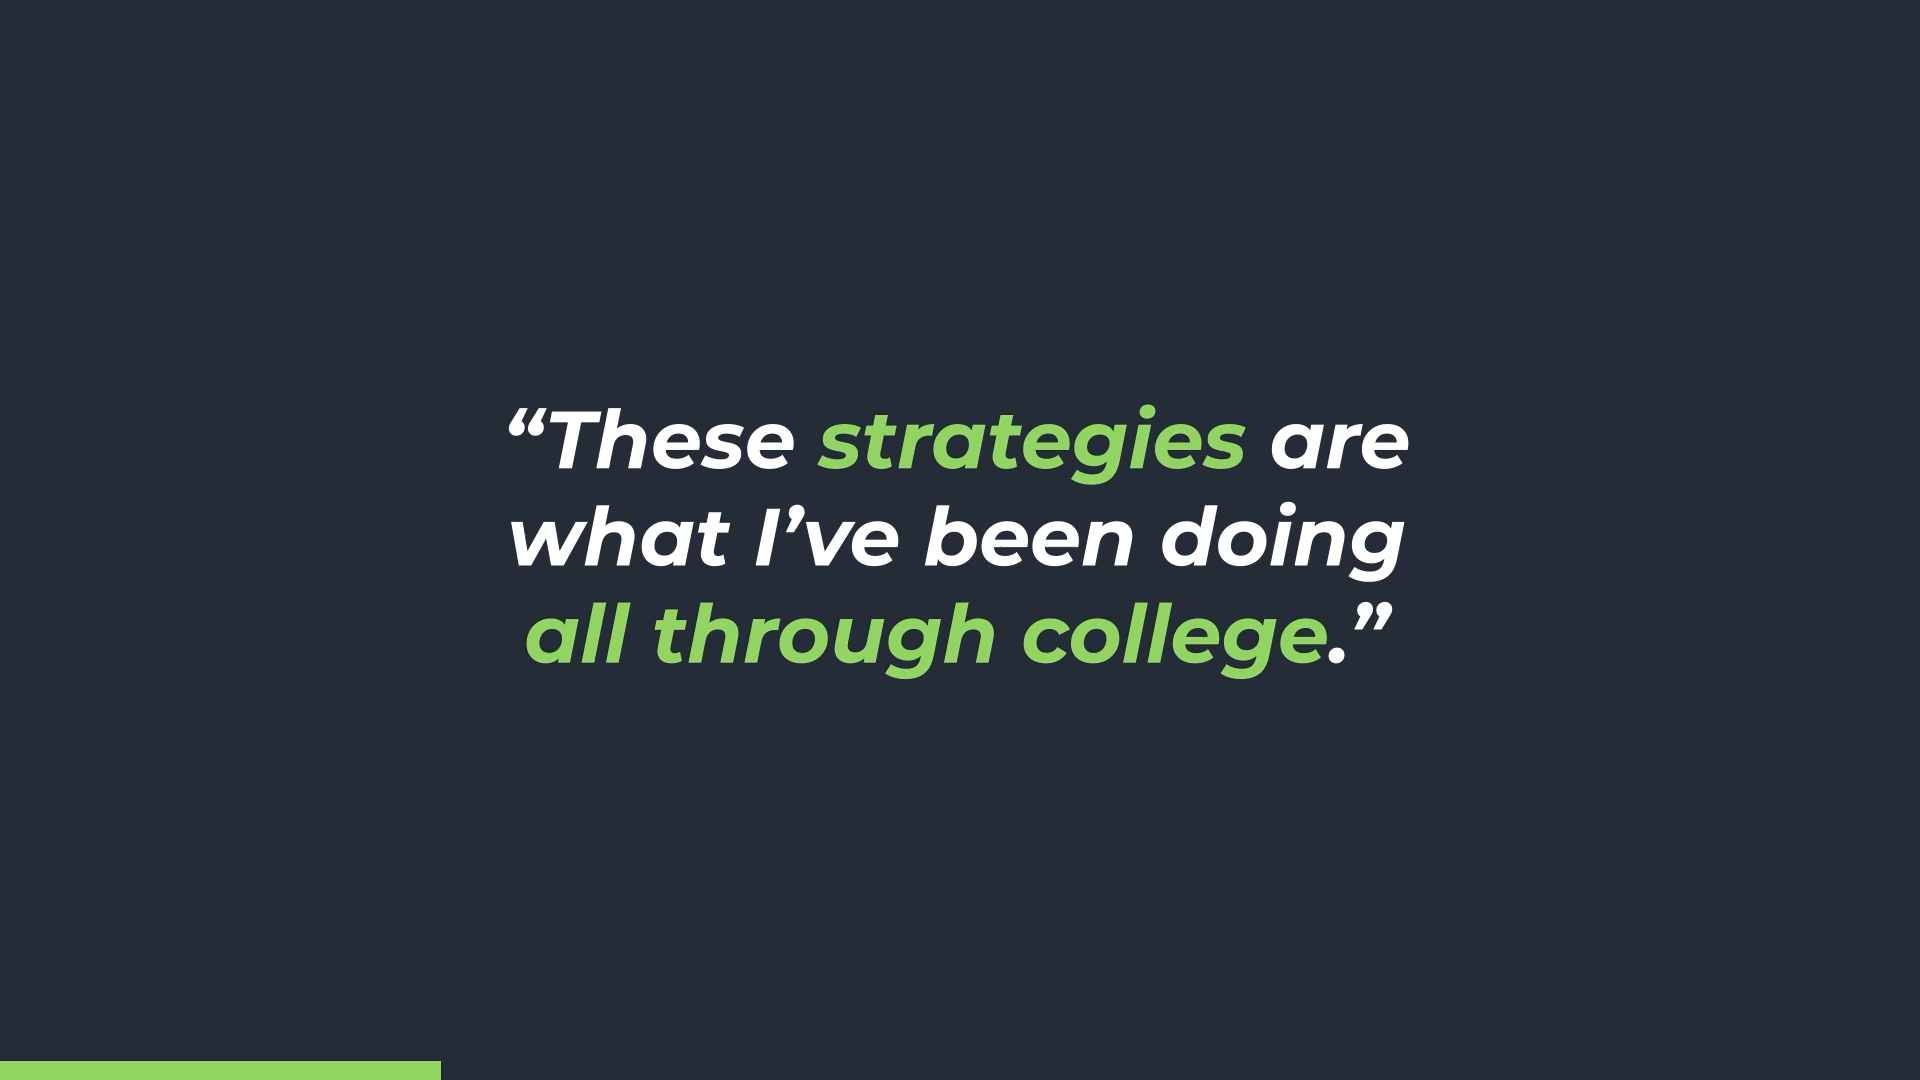 “These strategies are
what I’ve been doing
all through college.”